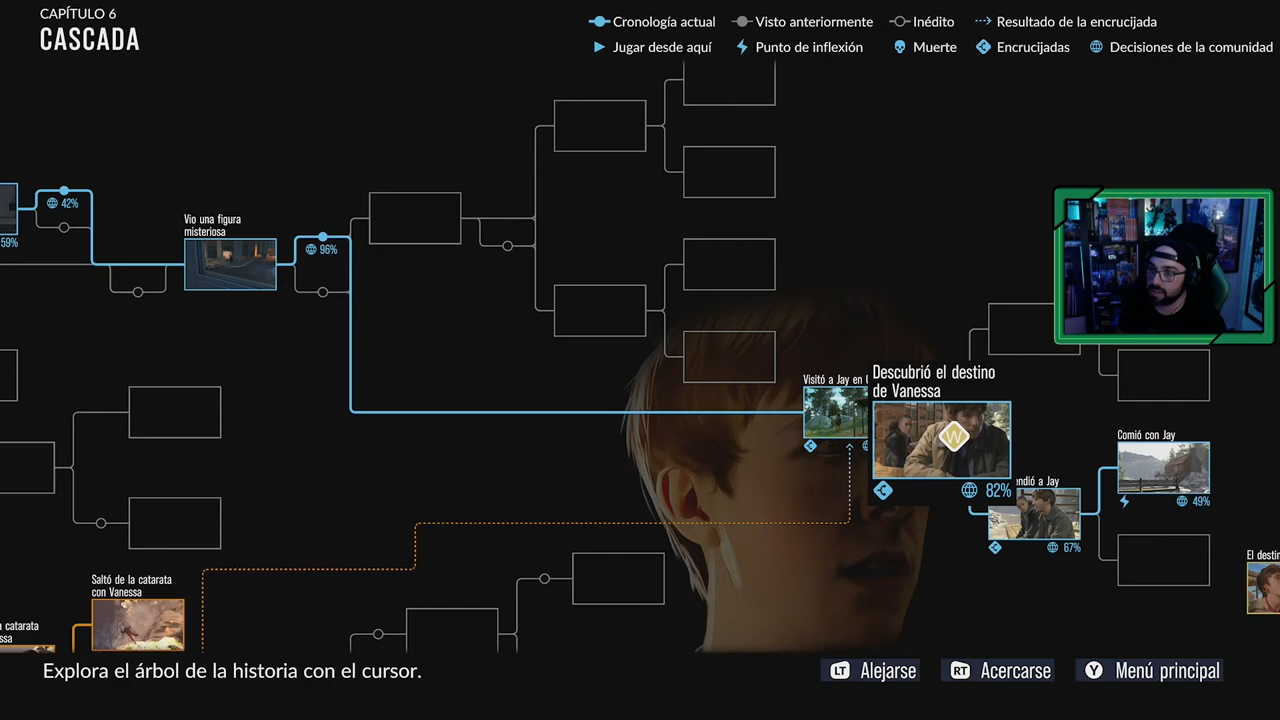 CAPÍTULO 6
CASCADA
Cronología actual
Visto anteriormente
Inédito
Resultado de la encrucijada
Jugar desde aquí
Punto de inflexión
Muerte
Encrucijadas
Decisiones de la comunidad
42%
59%
Vio una figura
misteriosa
96%
Visitó a Jay en
Descubrió el destino
de Vanessa
W
82%
Comió con Jay
49%
a Jay
67%
El
Saltó de la catarata
con Vanessa
catarata
Explora el árbol de la historia con el cursor.
LT Alejarse
RT Acercarse
Y Menú principal